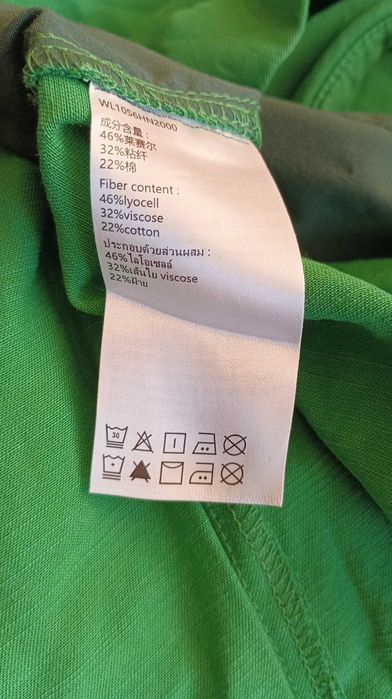 WL10S6HN2000
成分含量：
46%莱赛尔
32%粘纤
22%棉
Fiber content :
46%lyocell
32%viscose
22%cotton
ประกอบด้วยส่วนผสม :
46%ไลโอเซลล์
32%เส้นใย viscose
22%ฝ้าย
30